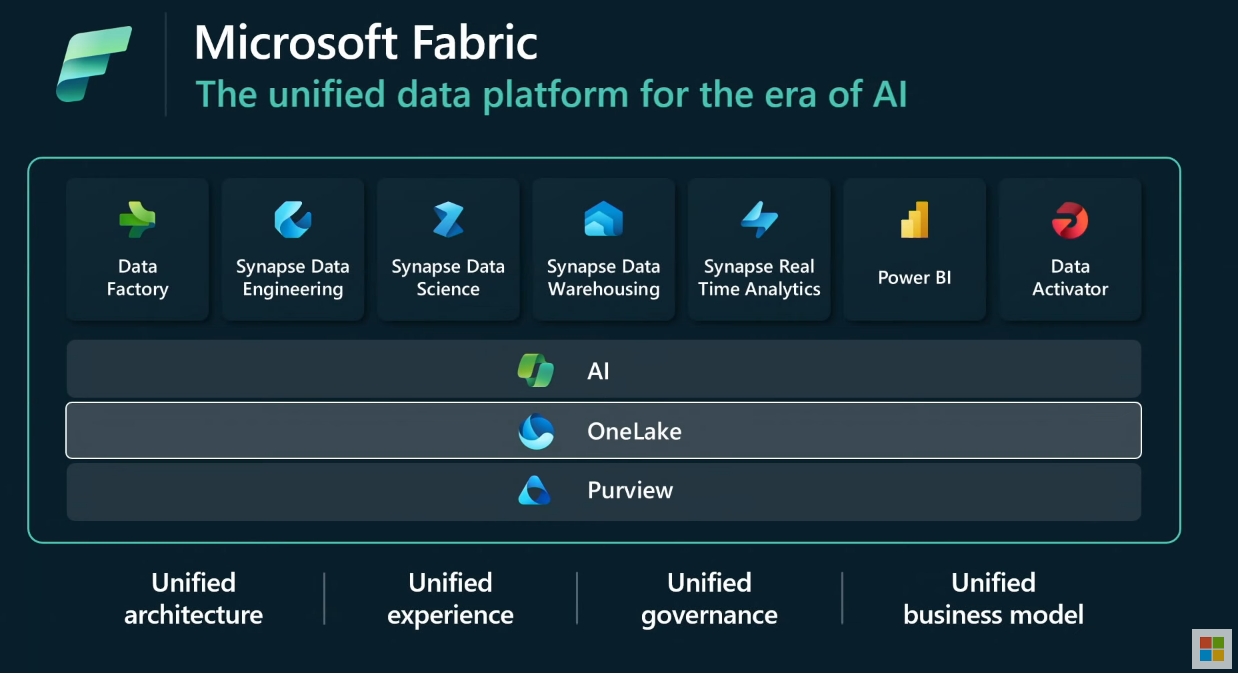 Microsoft Fabric
The unified data platform for the era of AI
Data
Factory
Synapse Data
Engineering
Synapse Data
Science
Synapse Data
Warehousing
Synapse Real
Time Analytics
Power BI
Data
Activator
AI
OneLake
Purview
Unified
architecture
Unified
experience
Unified
governance
Unified
business model